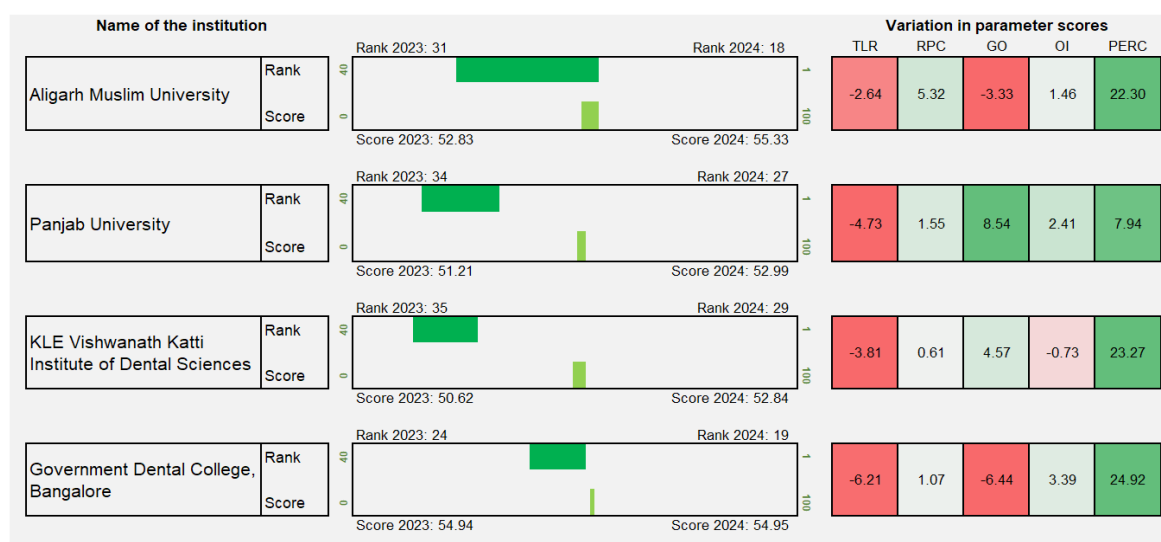 Name of the institution
Variation in parameter scores
Rank 2023: 31 Rank 2024: 18
TLR RPC GO OI PERC
Aligarh Muslim University
Rank
Score
40 1
0 100
-2.64 5.32 -3.33 1.46 22.30
Score 2023: 52.83 Score 2024: 55.33
Rank 2023: 34 Rank 2024: 27
Panjab University
Rank
Score
40 1
0 100
-4.73 1.55 8.54 2.41 7.94
Score 2023: 51.21 Score 2024: 52.99
Rank 2023: 35 Rank 2024: 29
KLE Vishwanath Katti
Institute of Dental Sciences
Rank
Score
40 1
0 100
-3.81 0.61 4.57 -0.73 23.27
Score 2023: 50.62 Score 2024: 52.84
Rank 2023: 24 Rank 2024: 19
Government Dental College,
Bangalore
Rank
Score
40 1
0 100
-6.21 1.07 -6.44 3.39 24.92
Score 2023: 54.94 Score 2024: 54.95